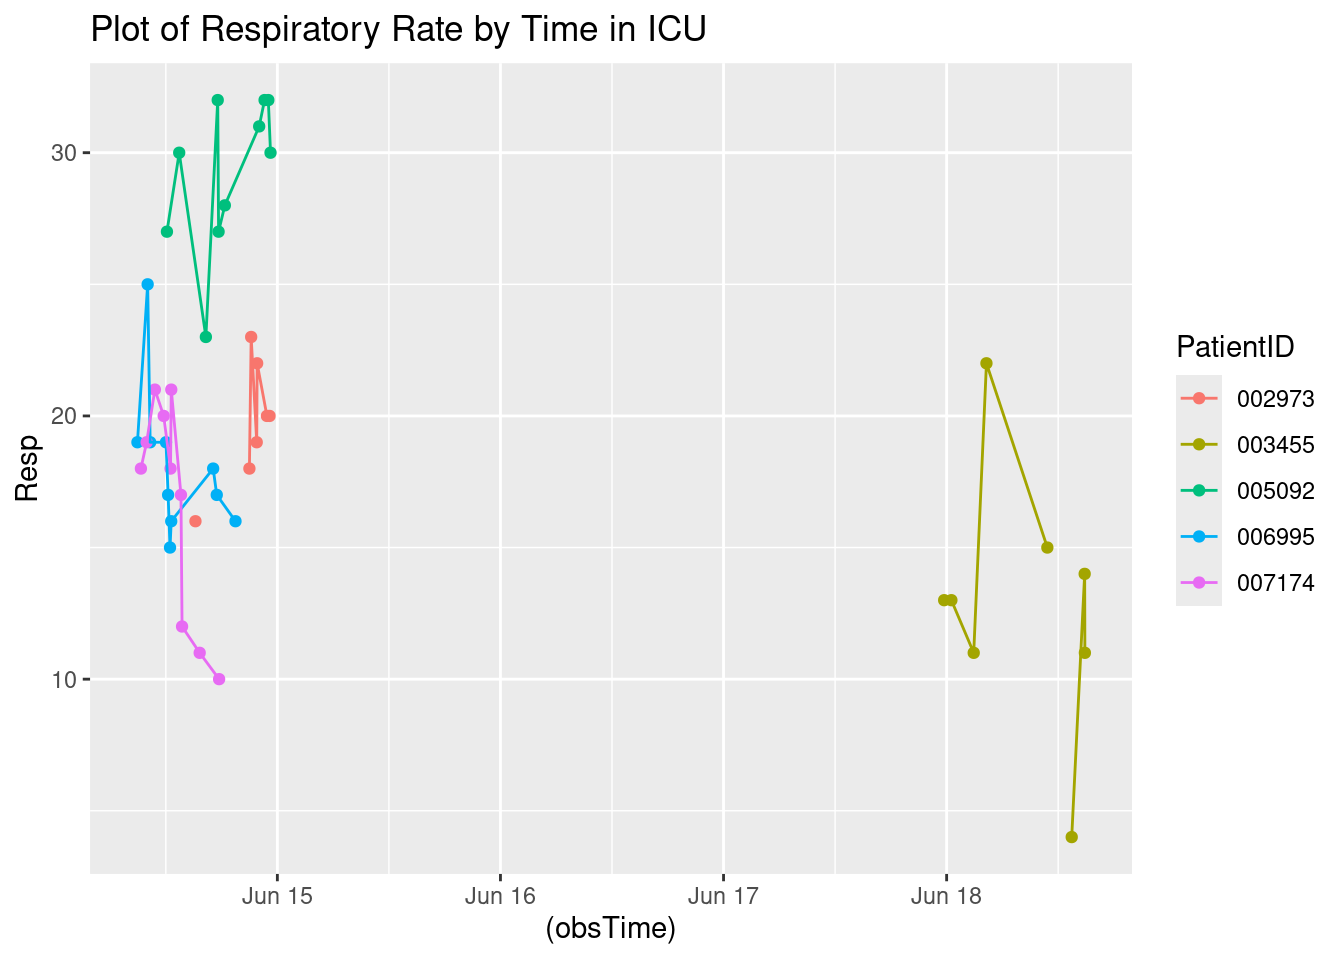 Plot of Respiratory Rate by Time in ICU
30
20
10
Resp
Jun 15
Jun 16
Jun 17
Jun 18
(obsTime)
PatientID
002973
003455
005092
006995
007174